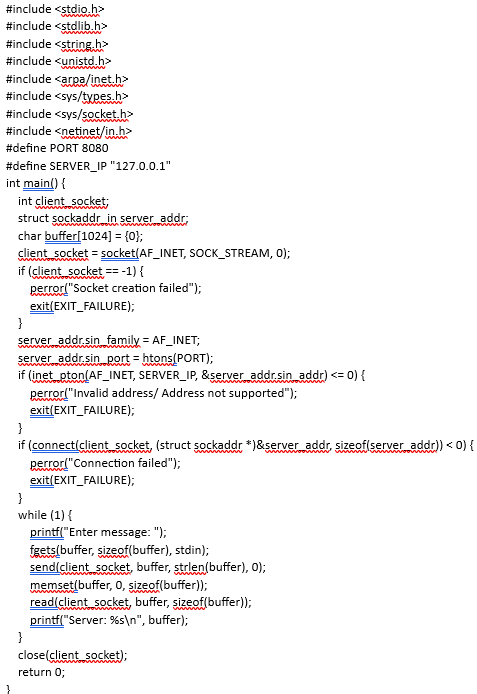 #include <stdio.h>
#include <stdlib.h>
#include <string.h>
#include <unistd.h>
#include <arpa/inet.h>
#include <sys/types.h>
#include <sys/socket.h>
#include <netinet/in.h>
#define PORT 8080
#define SERVER_IP "127.0.0.1"
int main() {
int client_socket;
struct sockaddr_in server_addr;
char buffer[1024] = {0};
client_socket = socket(AF_INET, SOCK_STREAM, 0);
if (client_socket == -1) {
perror("Socket creation failed");
exit(EXIT_FAILURE);
}
server_addr.sin_family = AF_INET;
server_addr.sin_port = htons(PORT);
if (inet_pton(AF_INET, SERVER_IP, &server_addr.sin_addr) <= 0) {
perror("Invalid address/ Address not supported");
exit(EXIT_FAILURE);
}
if (connect(client_socket, (struct sockaddr *)&server_addr, sizeof(server_addr)) < 0) {
perror("Connection failed");
exit(EXIT_FAILURE);
}
while (1) {
printf("Enter message: ");
fgets(buffer, sizeof(buffer), stdin);
send(client_socket, buffer, strlen(buffer), 0);
memset(buffer, 0, sizeof(buffer));
read(client_socket, buffer, sizeof(buffer));
printf("Server: %s\n", buffer);
}
close(client_socket);
return 0;
}